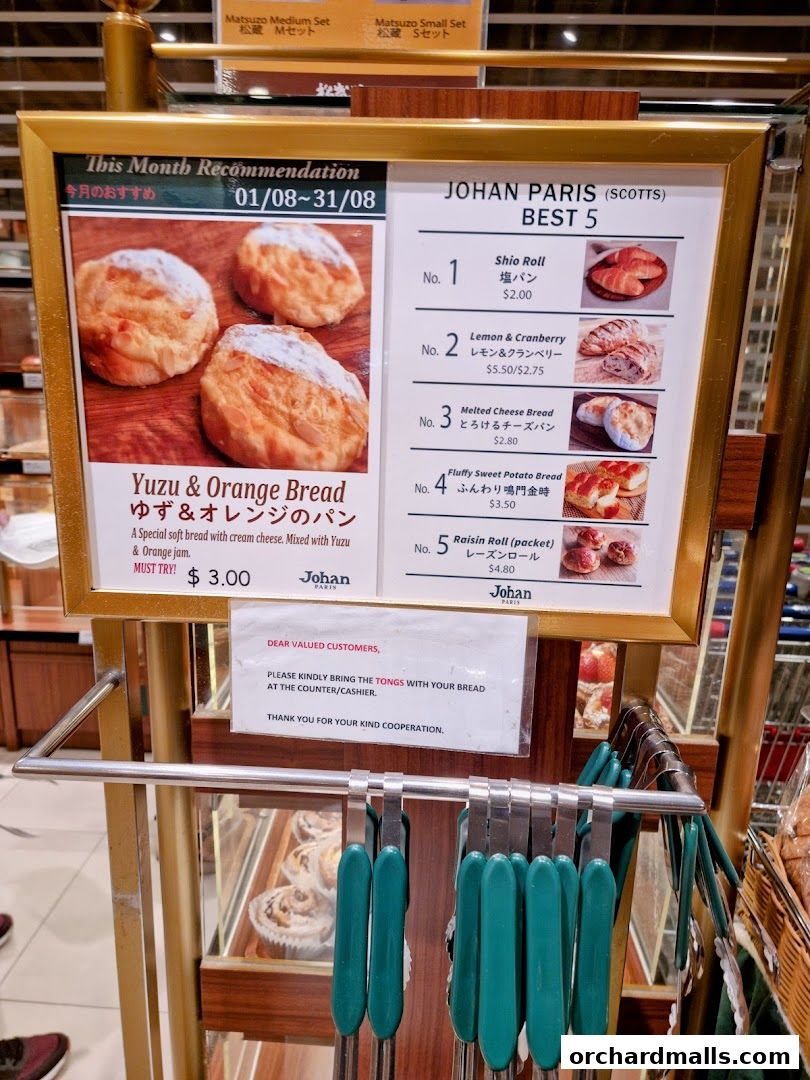 Matsuzo Medium Set
松蔵 Mセット
Matsuzo Small Set
松蔵 Sセット
This Month Recommendation
今月のおすすめ
01/08~31/08
Yuzu & Orange Bread
ゆず&オレンジのパン
A Special soft bread with cream cheese. Mixed with Yuzu
& Orange jam.
MUST TRY! $ 3.00
Johan
PARIS
JOHAN PARIS (SCOTTS)
BEST 5
No. 1
Shio Roll
塩パン
$2.00
No. 2
Lemon & Cranberry
レモン&クランベリー
$5.50/$2.75
No. 3
Melted Cheese Bread
とろけるチーズパン
$2.80
No. 4
Fluffy Sweet Potato Bread
ふんわり鳴門金時
$3.50
No. 5
Raisin Roll (packet)
レーズンロール
$4.80
Johan
PARIS
DEAR VALUED CUSTOMERS,
PLEASE KINDLY BRING THE TONGS WITH YOUR BREAD
AT THE COUNTER/CASHIER.
THANK YOU FOR YOUR KIND COOPERATION.
orchardmalls.com